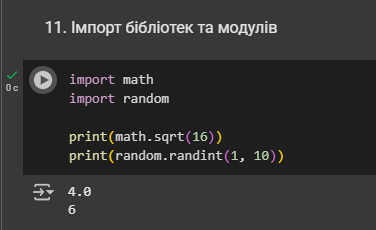 11. Імпорт бібліотек та модулів
0 с
import math
import random
print(math.sqrt(16))
print(random.randint(1, 10))
4.0
6